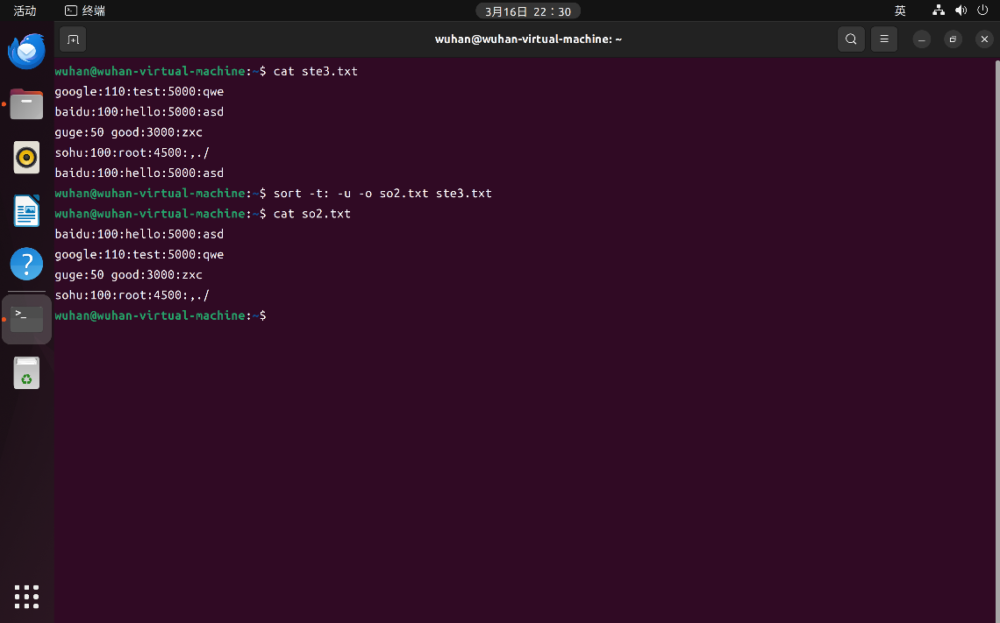 活动 终端 3月16日 22：30 英
wuhan@wuhan-virtual-machine: ~
wuhan@wuhan-virtual-machine:~$ cat ste3.txt
google:110:test:5000:qwe
baidu:100:hello:5000:asd
guge:50 good:3000:zxc
sohu:100:root:4500:,./
baidu:100:hello:5000:asd
wuhan@wuhan-virtual-machine:~$ sort -t: -u -o so2.txt ste3.txt
wuhan@wuhan-virtual-machine:~$ cat so2.txt
baidu:100:hello:5000:asd
google:110:test:5000:qwe
guge:50 good:3000:zxc
sohu:100:root:4500:,./
wuhan@wuhan-virtual-machine:~$